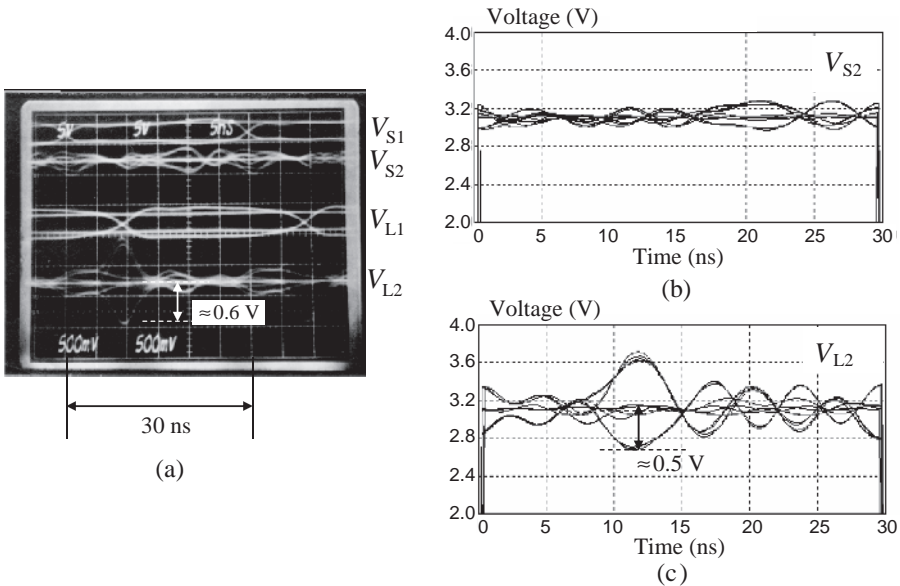 (a)
5V 5V 5nS
V_S1
V_S2
V_L1
V_L2
≈0.6 V
500mV 500mV
30 ns
Voltage (V)
4.0
3.6
3.2
2.8
2.4
2.0
V_S2
0 5 10 15 20 25 30
Time (ns)
(b)
Voltage (V)
4.0
3.6
3.2
2.8
2.4
2.0
V_L2
≈0.5 V
0 5 10 15 20 25 30
Time (ns)
(c)